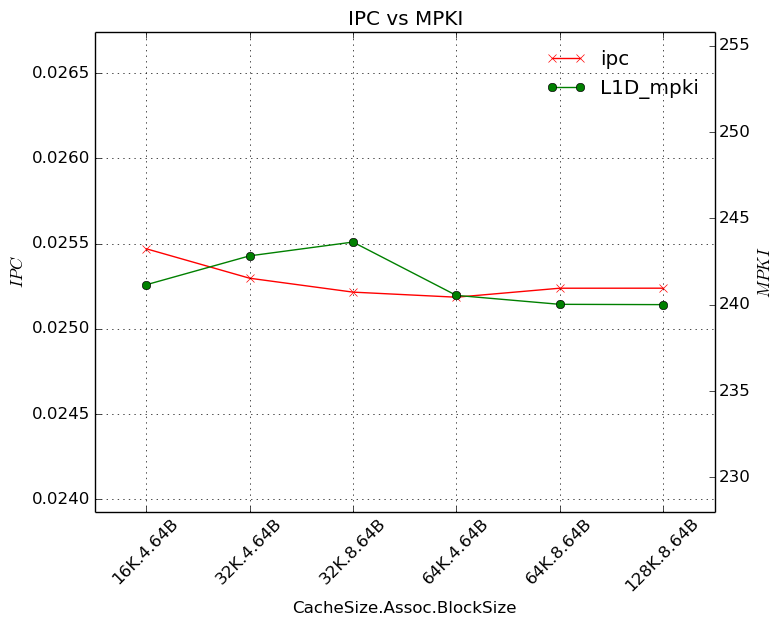 IPC vs MPKI
ipc
L1D_mpki
0.0265
0.0260
0.0255
0.0250
0.0245
0.0240
IPC
255
250
245
240
235
230
MPKI
16K.4.64B
32K.4.64B
32K.8.64B
64K.4.64B
64K.8.64B
128K.8.64B
CacheSize.Assoc.BlockSize